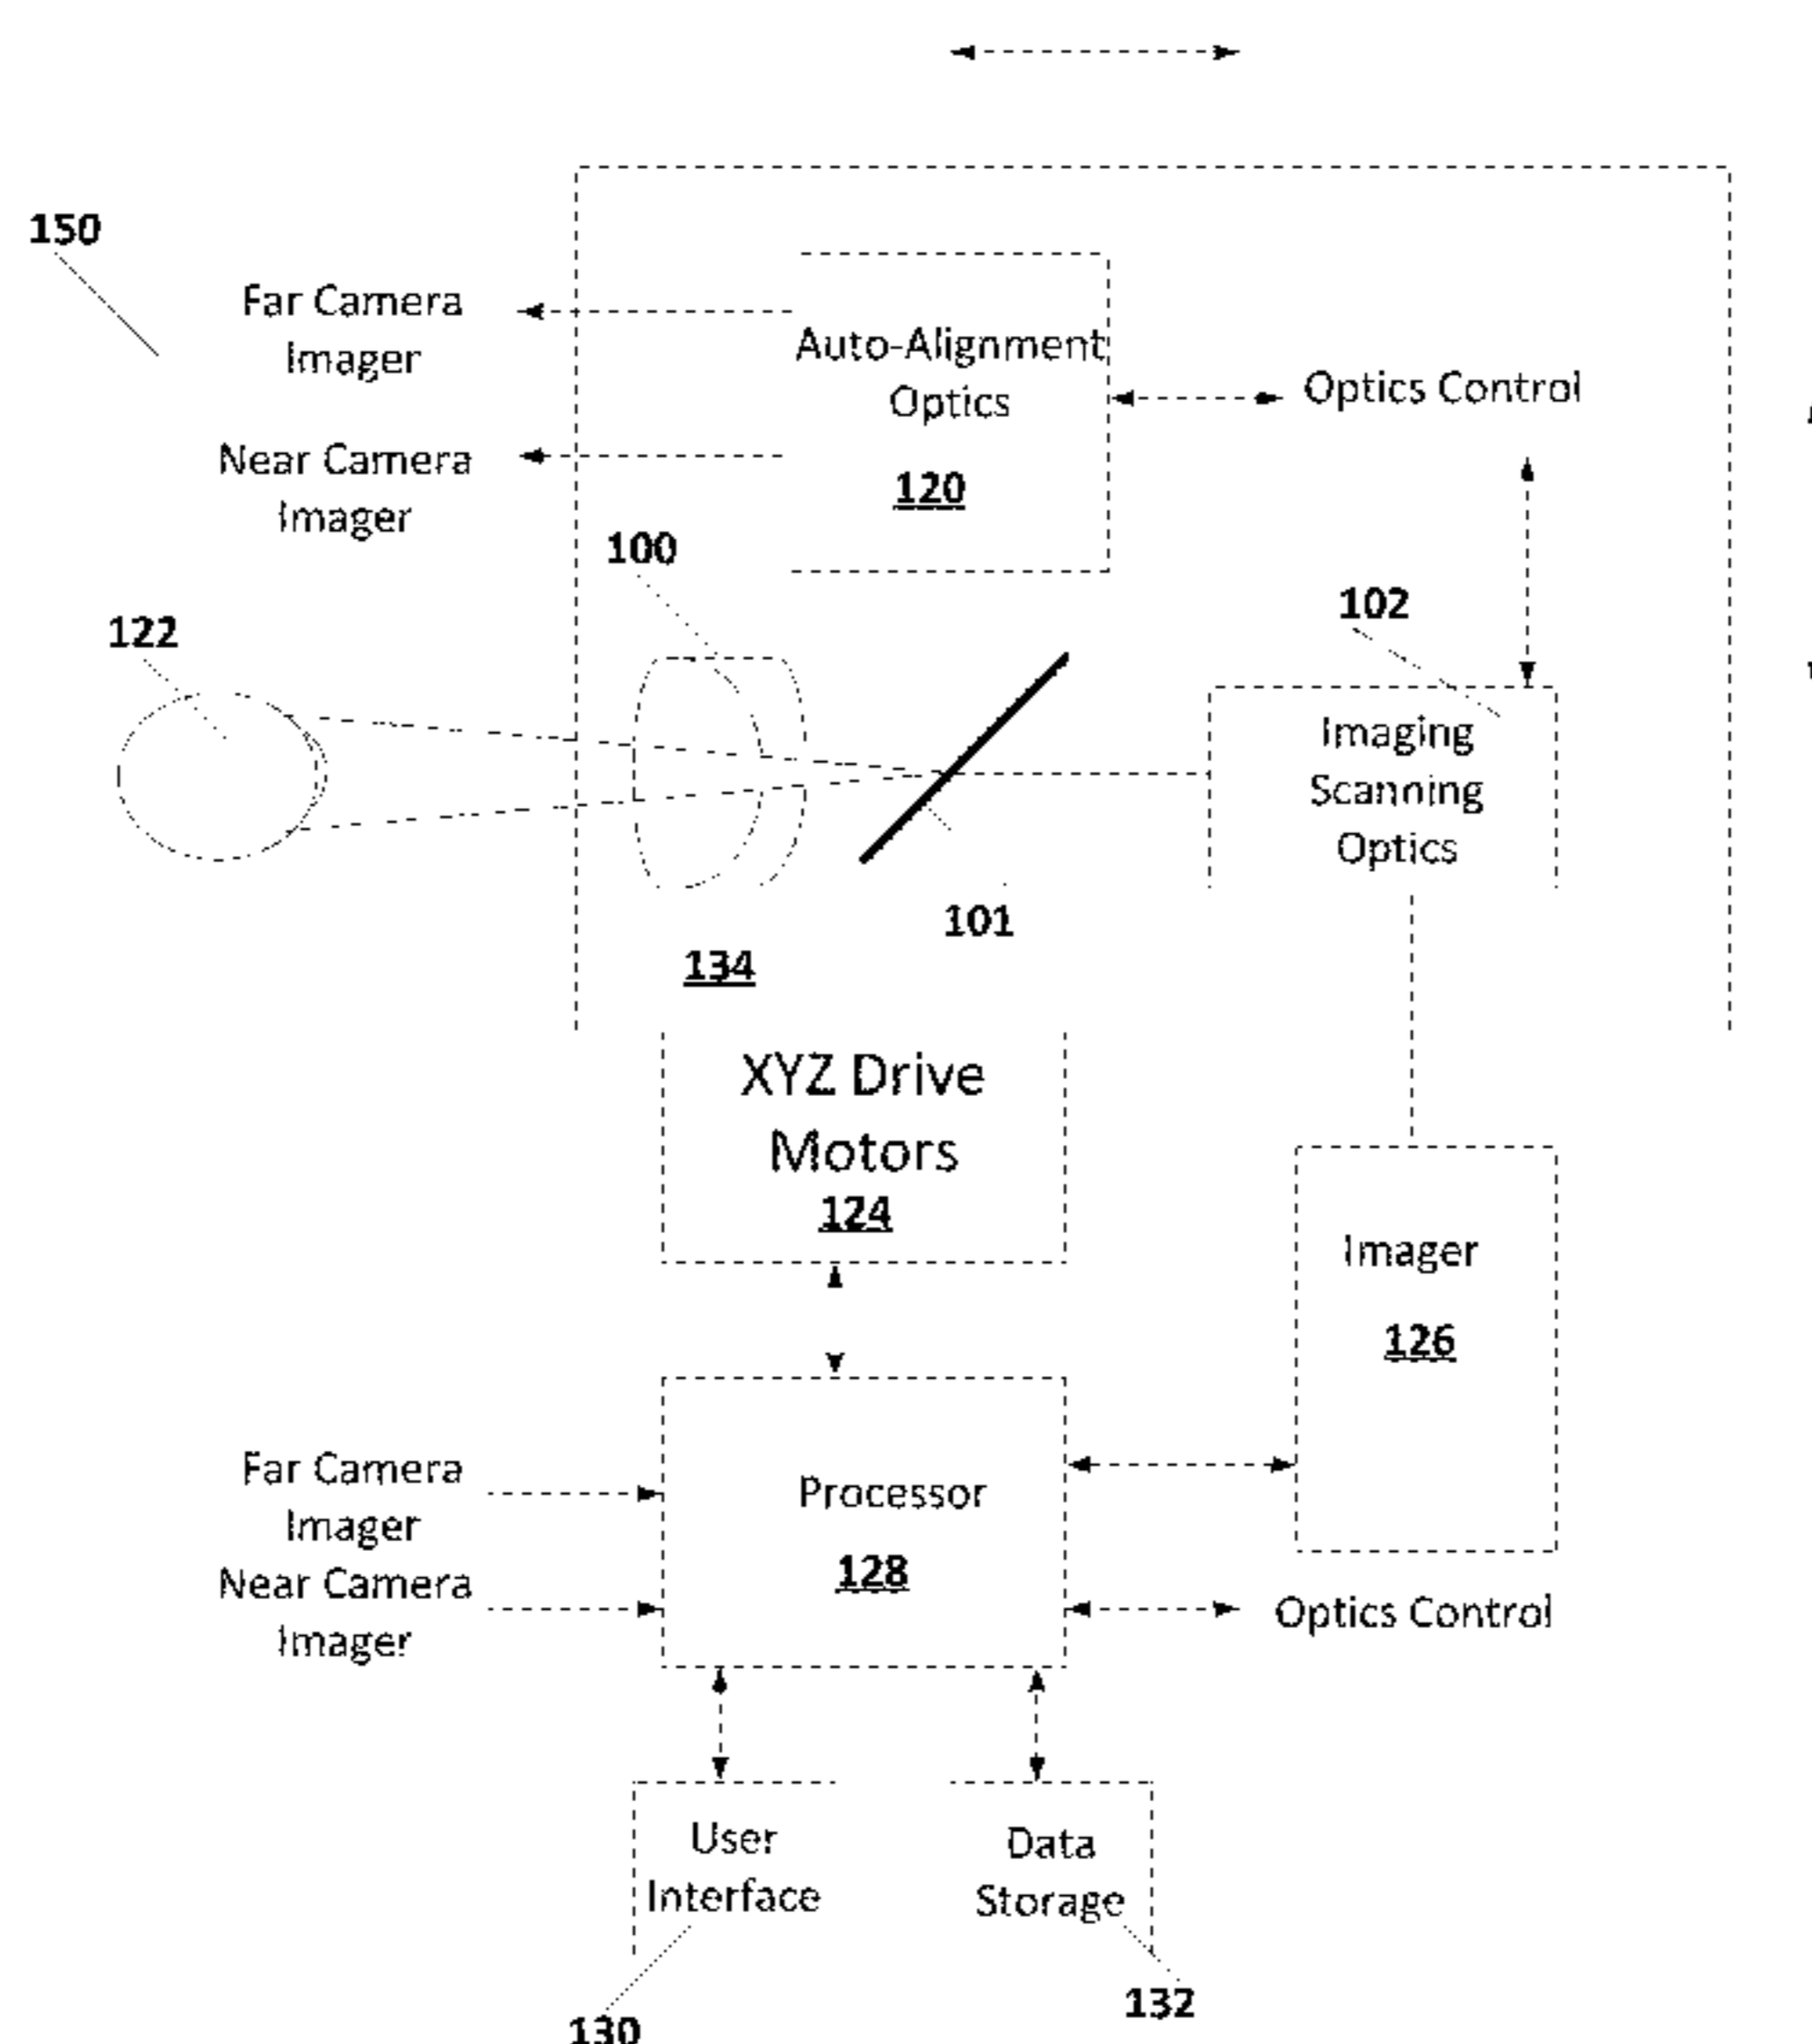 150
Far Camera
Imager
Auto-Alignment
Optics
120
Optics Control
Near Camera
Imager
100
102
122
Imaging
Scanning
Optics
101
134
XYZ Drive
Motors
124
Imager
126
Far Camera
Imager
Processor
128
Near Camera
Imager
Optics Control
User
Interface
Data
Storage
130
132